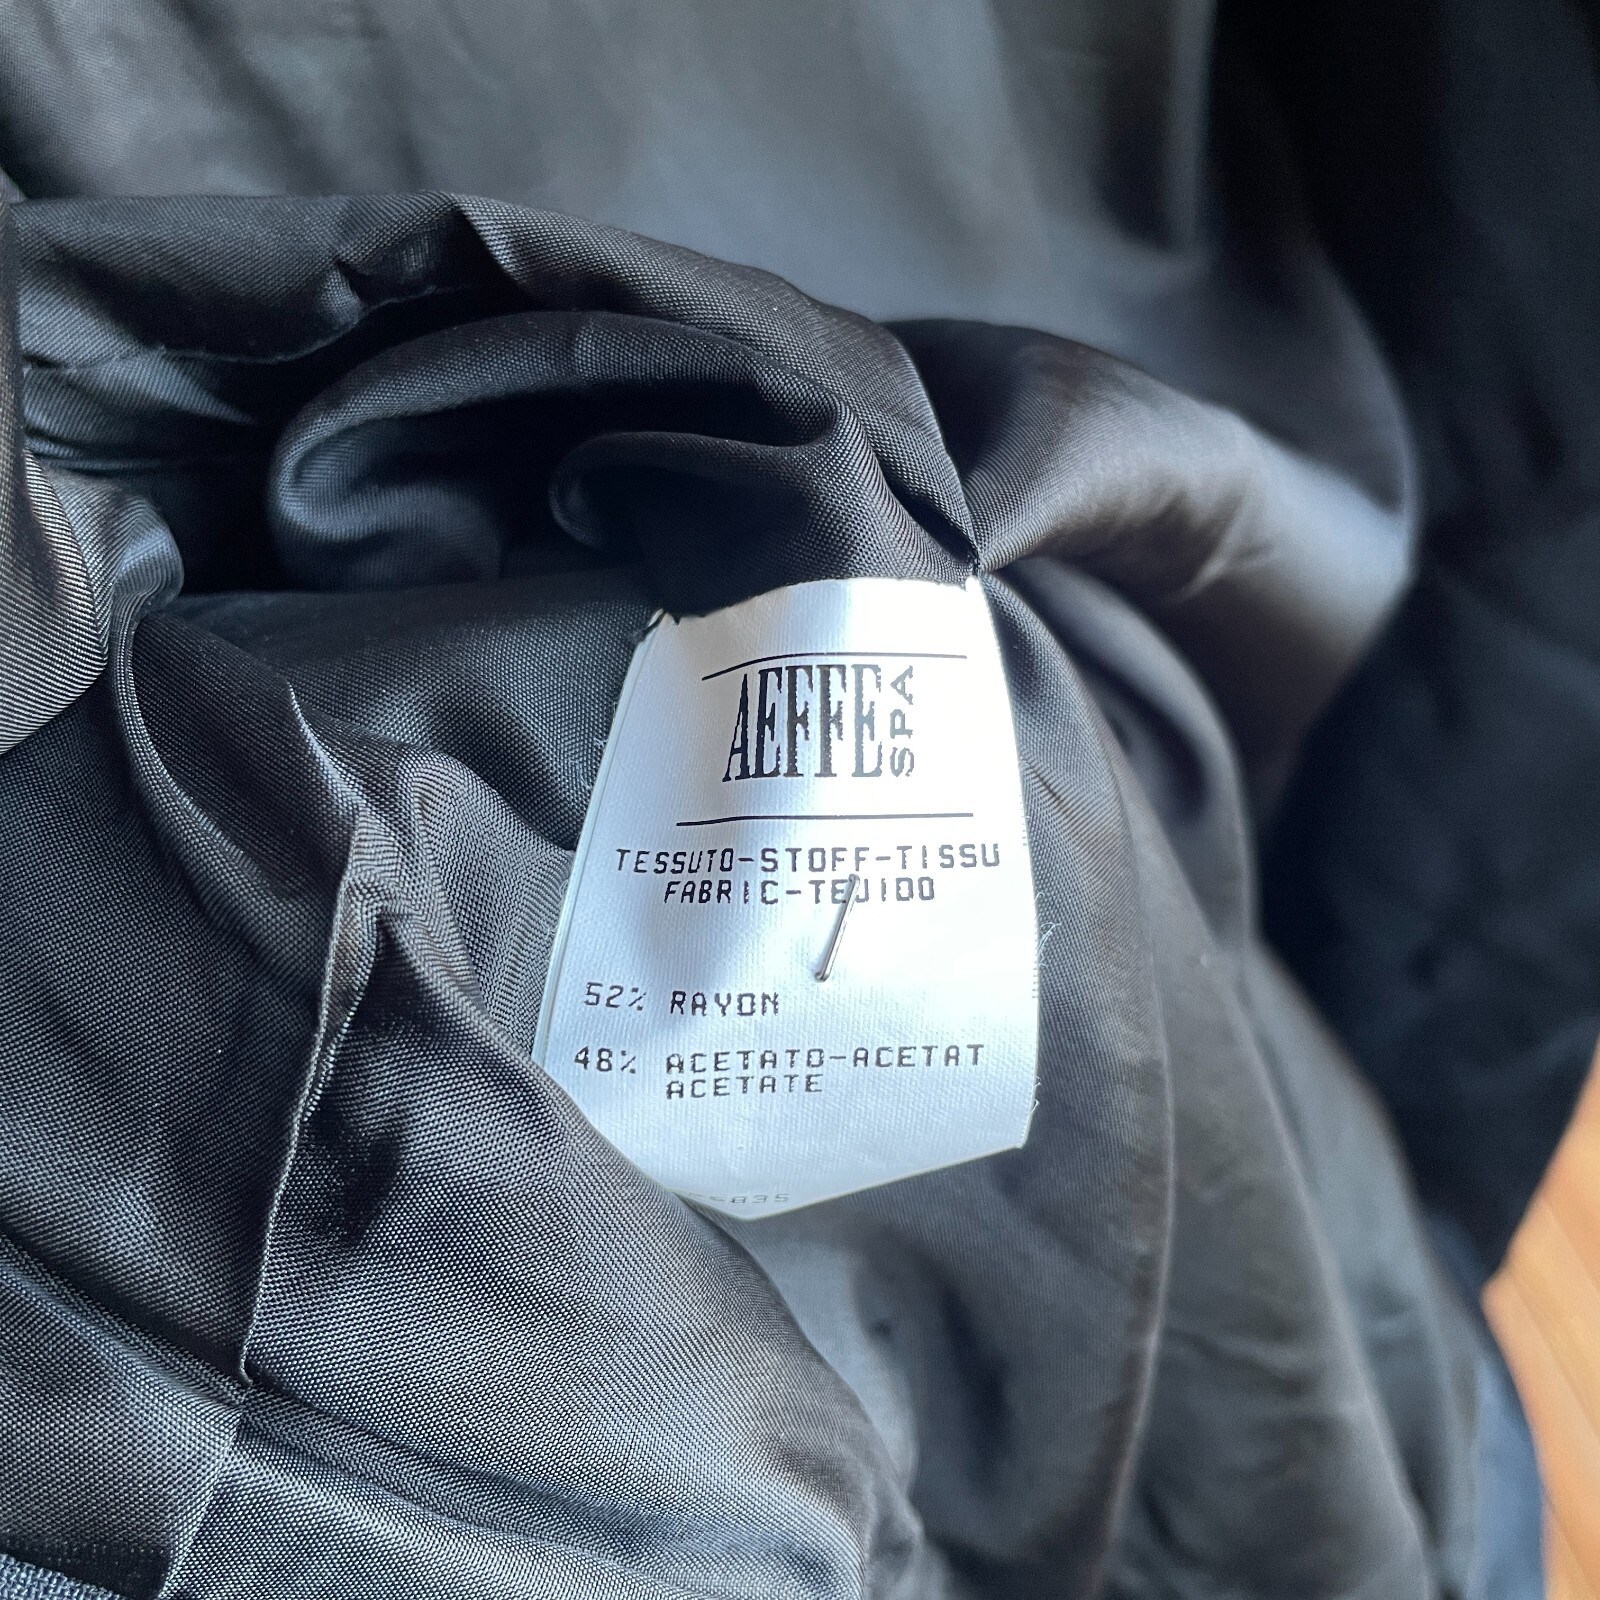 AEFFE SPA
TESSUTO-STOFF-TISSU
FABRIC-TEJIDO
52% RAYON
48% ACETATO-ACETAT
ACETATE